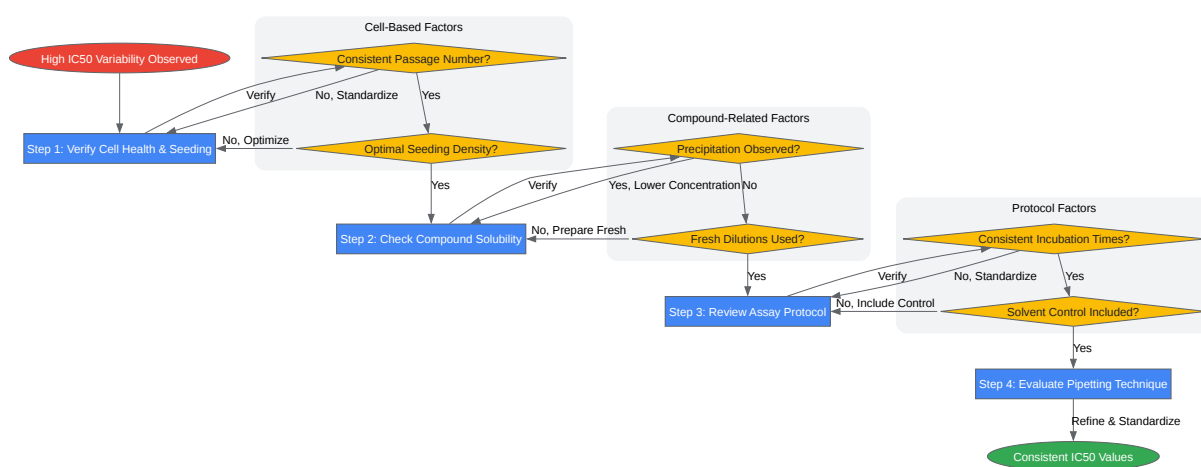 Cell-Based Factors
High IC50 Variability Observed
Consistent Passage Number?
Verify
No, Standardize
Yes
Step 1: Verify Cell Health & Seeding
No, Optimize
Optimal Seeding Density?
Compound-Related Factors
Precipitation Observed?
Yes
Verify
Yes, Lower Concentration
No
Step 2: Check Compound Solubility
No, Prepare Fresh
Fresh Dilutions Used?
Protocol Factors
Consistent Incubation Times?
Yes
Verify
No, Standardize
Yes
Step 3: Review Assay Protocol
No, Include Control
Solvent Control Included?
Yes
Step 4: Evaluate Pipetting Technique
Refine & Standardize
Consistent IC50 Values